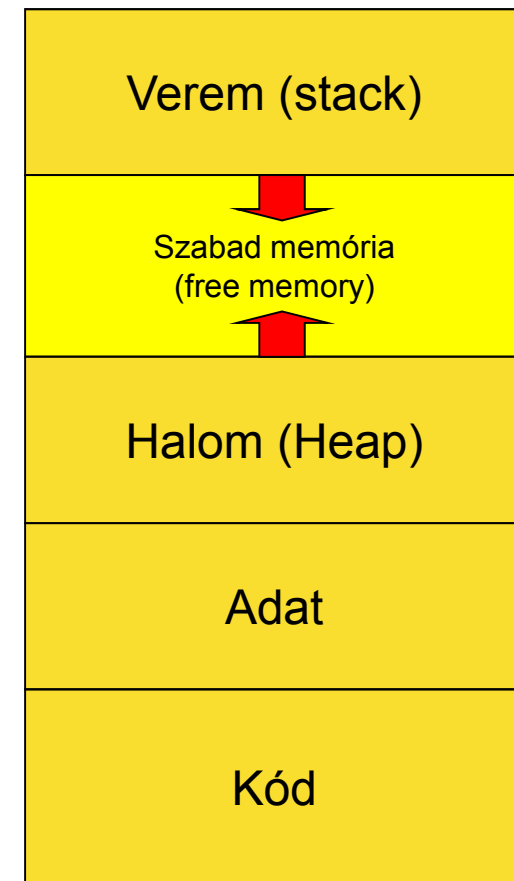 Verem (stack)
Szabad memória
(free memory)
Halom (Heap)
Adat
Kód